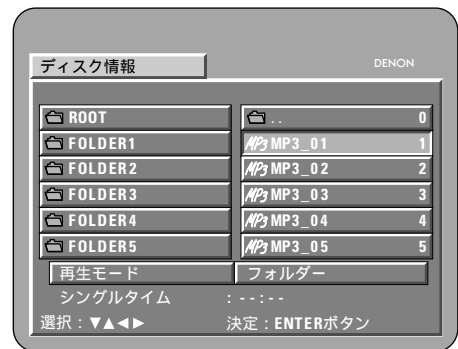 ディスク情報
DENON
ROOT
FOLDER1
FOLDER2
FOLDER3
FOLDER4
FOLDER5
.. 0
MP3 MP3_01 1
MP3 MP3_02 2
MP3 MP3_03 3
MP3 MP3_04 4
MP3 MP3_05 5
再生モード フォルダー
シングルタイム : --:--
選択：▼▲◀▶ 決定：ENTERボタン